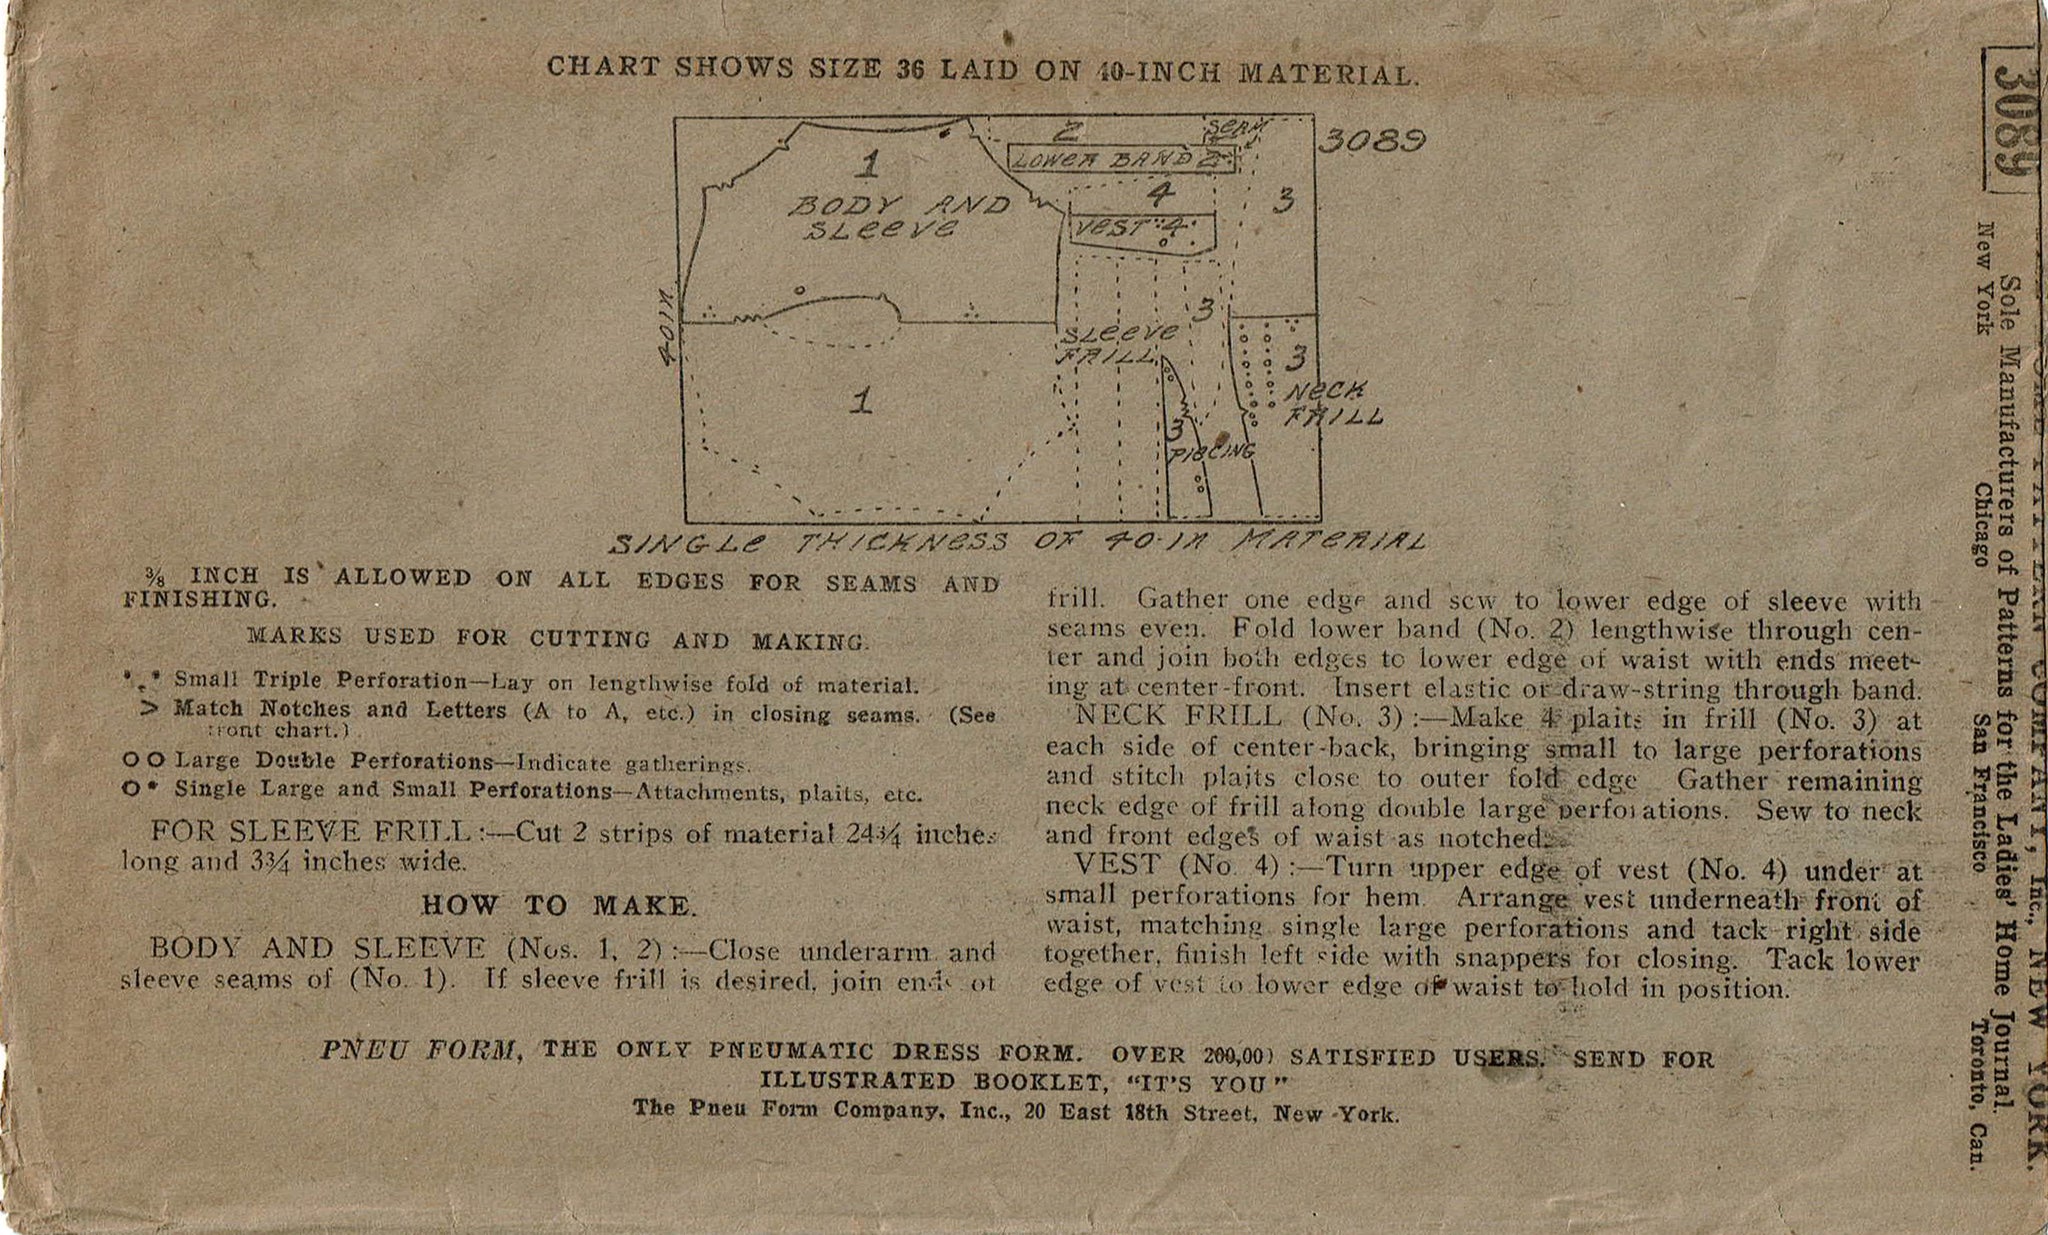 CHART SHOWS SIZE 36 LAID ON 40-INCH MATERIAL.
2
SEAM
3089
LOWER BAND 2
1
BODY AND
SLEEVE
4
3
VEST 4
40 IN
3
SLEEVE
FRILL
3
NECK
FRILL
1
3
PIECING
SINGLE THICKNESS OF 40-IN MATERIAL
3/8 INCH IS ALLOWED ON ALL EDGES FOR SEAMS AND
FINISHING.
MARKS USED FOR CUTTING AND MAKING.
Small Triple Perforation—Lay on lengthwise fold of material.
> Match Notches and Letters (A to A, etc.) in closing seams. (See
front chart.)
O O Large Double Perforations—Indicate gatherings.
O • Single Large and Small Perforations—Attachments, plaits, etc.
FOR SLEEVE FRILL:—Cut 2 strips of material 24¾ inches
long and 3¾ inches wide.
HOW TO MAKE.
BODY AND SLEEVE (Nos. 1, 2):—Close underarm and
sleeve seams of (No. 1). If sleeve frill is desired, join ends of
frill. Gather one edge and sew to lower edge of sleeve with
seams even. Fold lower band (No. 2) lengthwise through cen-
ter and join both edges to lower edge of waist with ends meet-
ing at center-front. Insert elastic or draw-string through band.
NECK FRILL (No. 3):—Make 4 plaits in frill (No. 3) at
each side of center-back, bringing small to large perforations
and stitch plaits close to outer fold edge Gather remaining
neck edge of frill along double large perforations. Sew to neck
and front edges of waist as notched.
VEST (No. 4):—Turn upper edge of vest (No. 4) under at
small perforations for hem. Arrange vest underneath front of
waist, matching single large perforations and tack right side
together, finish left side with snappers for closing. Tack lower
edge of vest to lower edge of waist to hold in position.
PNEU FORM, THE ONLY PNEUMATIC DRESS FORM. OVER 200,000 SATISFIED USERS. SEND FOR
ILLUSTRATED BOOKLET, "IT'S YOU"
The Pneu Form Company, Inc., 20 East 18th Street, New York.
3089
PATTERN COMPANY, Inc., NEW YORK.
Sole Manufacturers of Patterns for the Ladies' Home Journal.
New York Chicago San Francisco Toronto, Can.